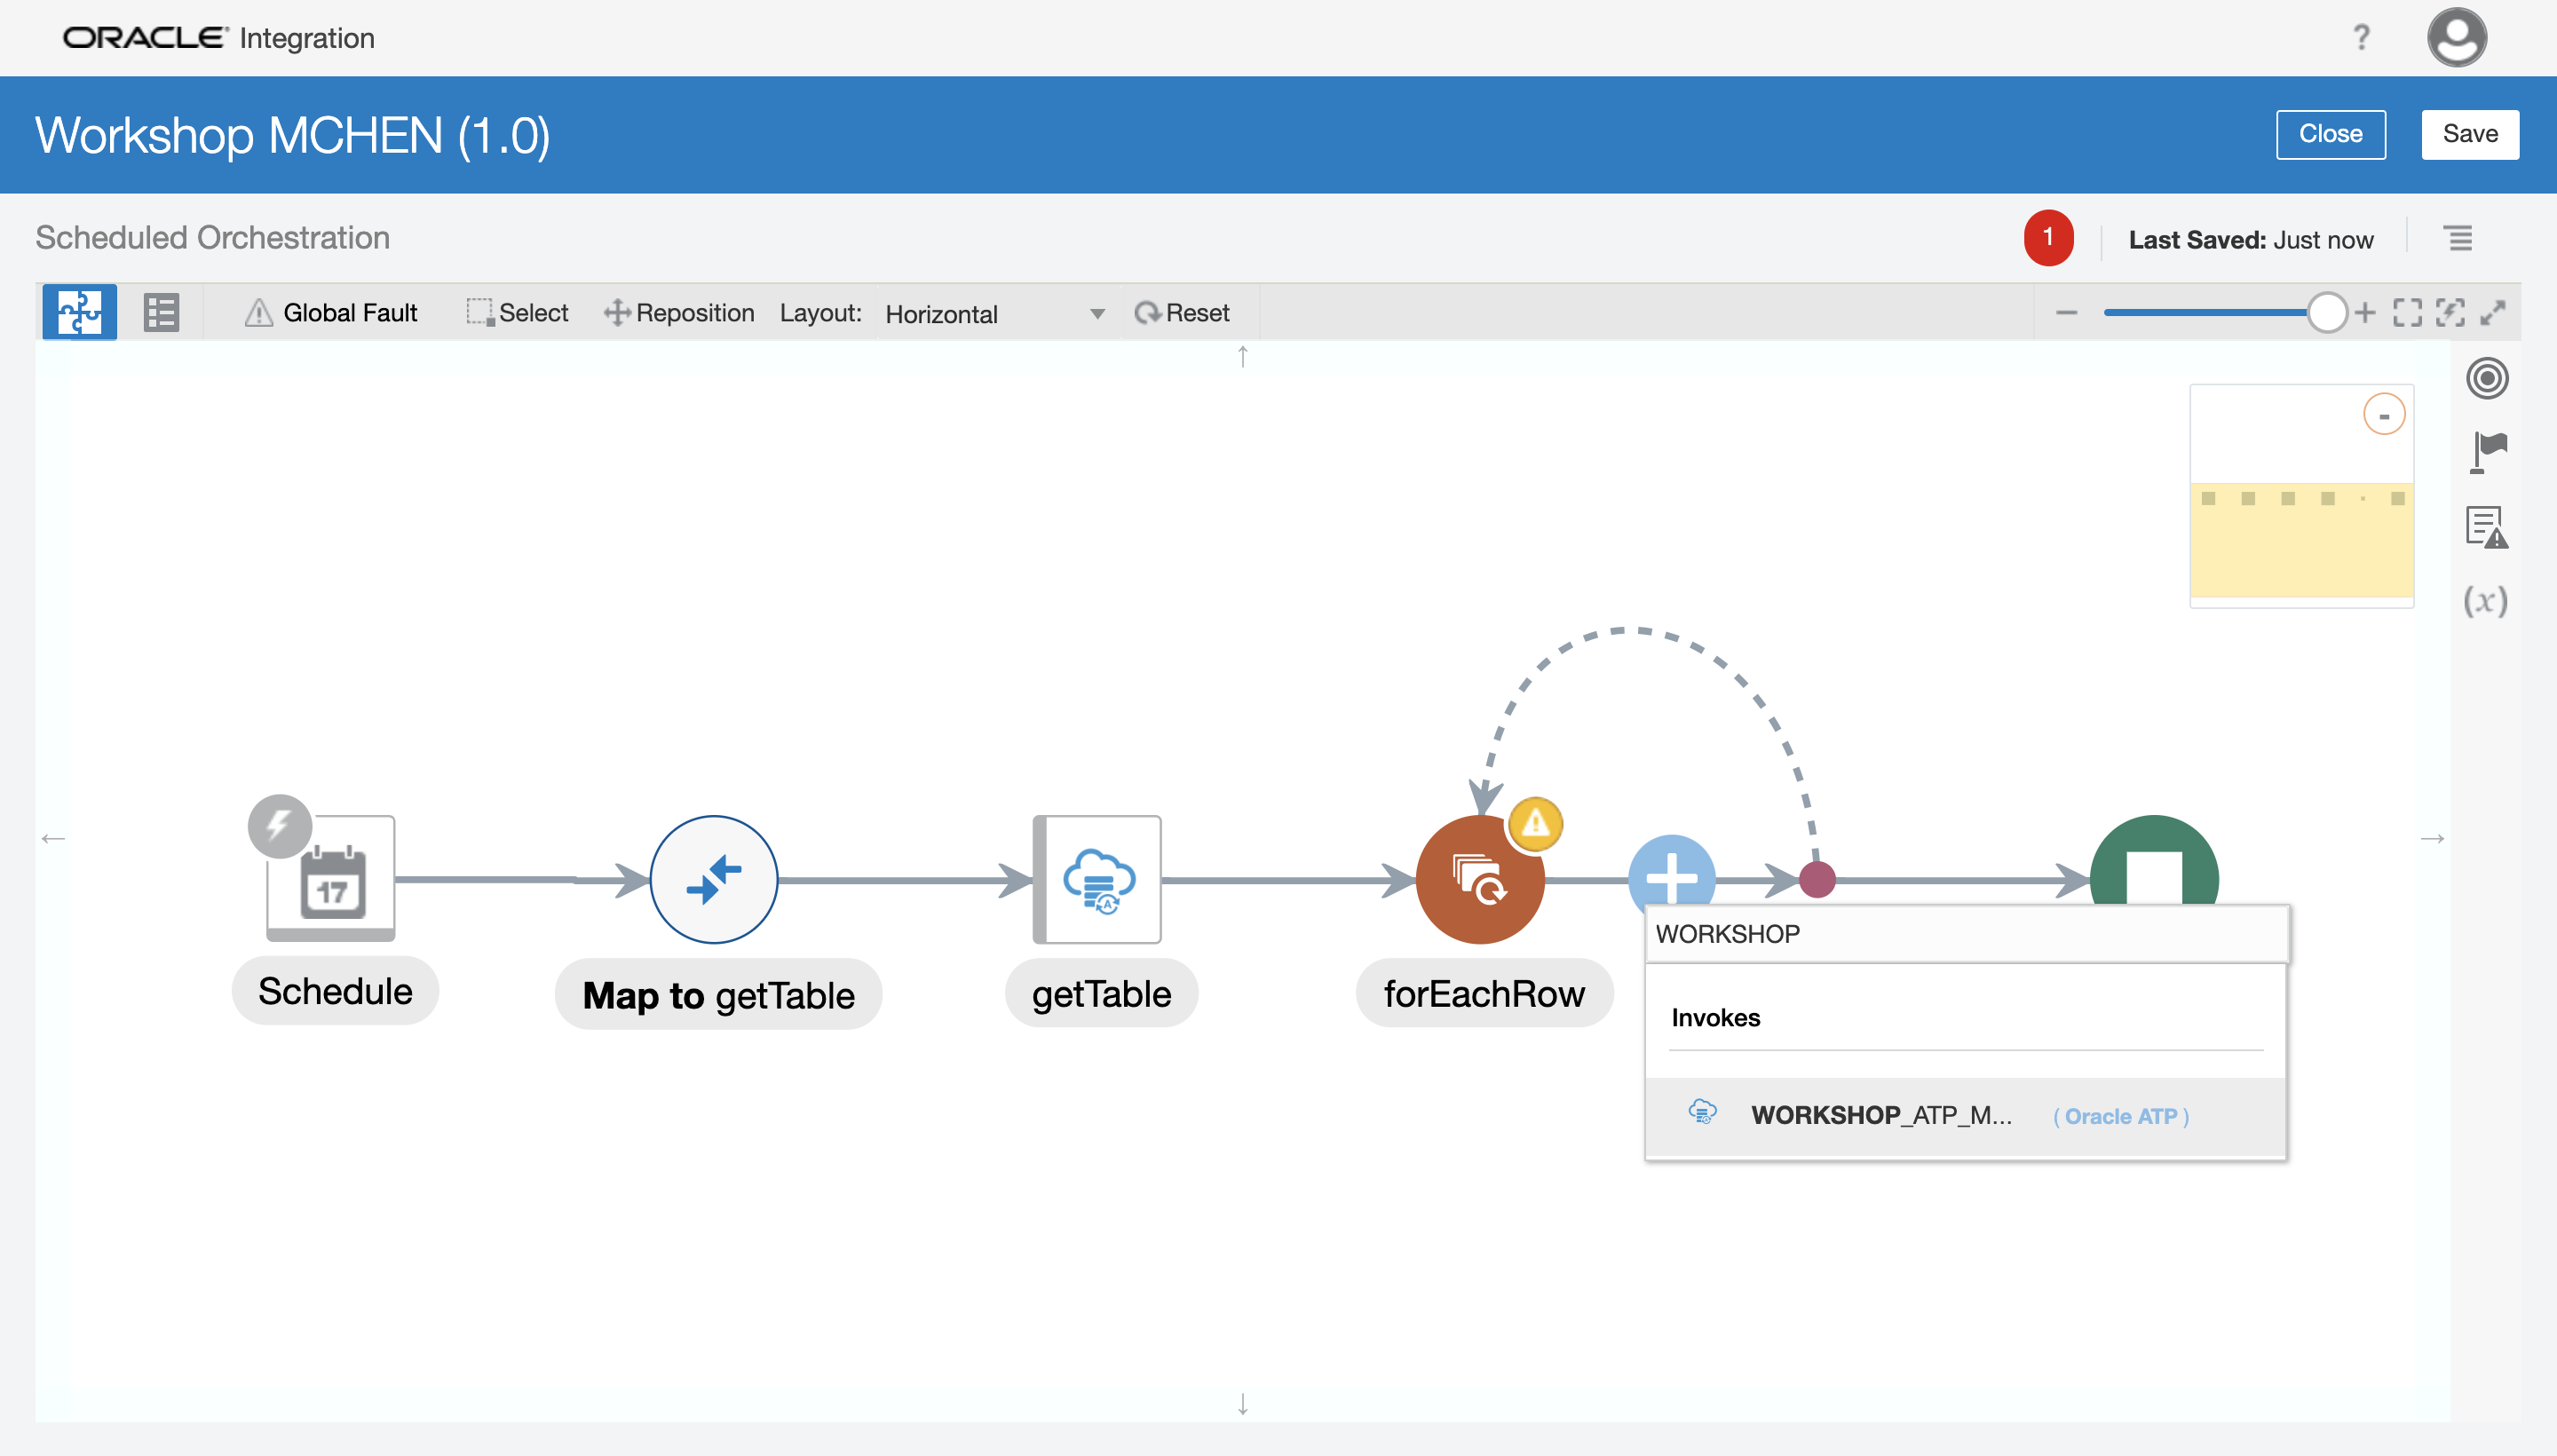 ORACLE Integration
?
Workshop MCHEN (1.0)
Close
Save
Scheduled Orchestration
1
Last Saved: Just now
Global Fault
Select
Reposition
Layout:
Horizontal
Reset
(x)
17
A
Schedule
Map to getTable
getTable
forEachRow
WORKSHOP
Invokes
WORKSHOP_ATP_M...
( Oracle ATP )